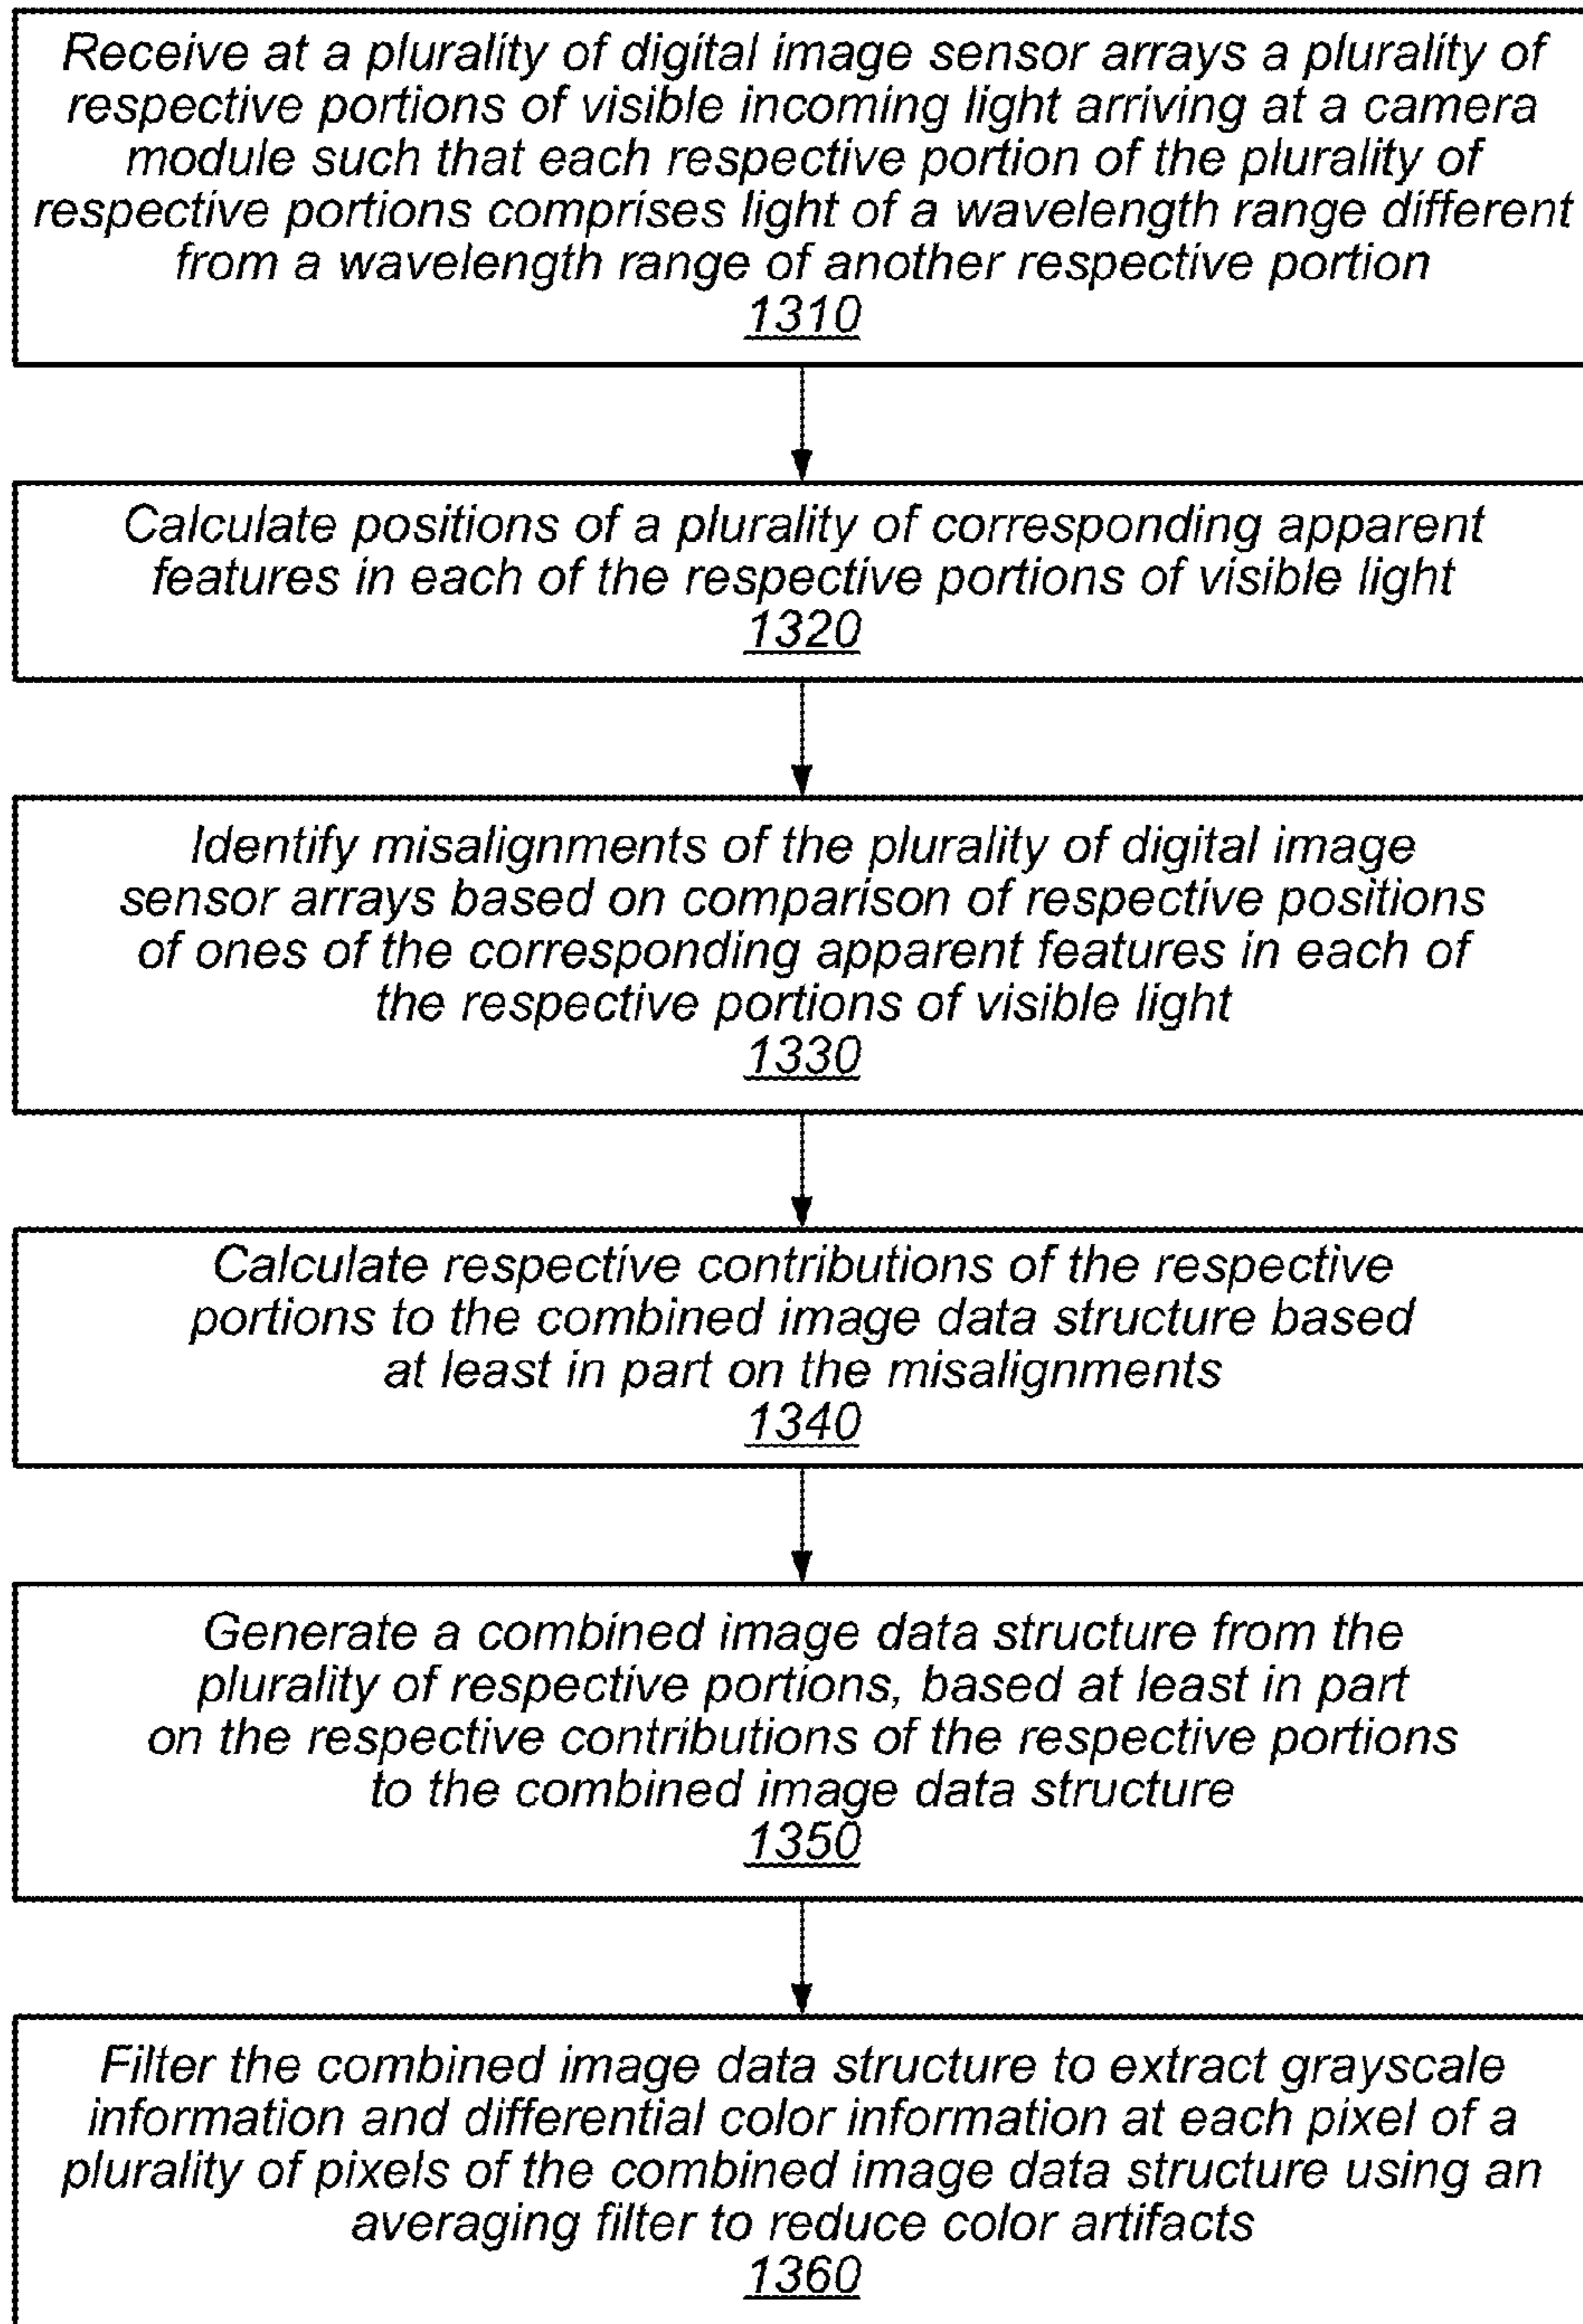 Receive at a plurality of digital image sensor arrays a plurality of
respective portions of visible incoming light arriving at a camera
module such that each respective portion of the plurality of
respective portions comprises light of a wavelength range different
from a wavelength range of another respective portion
1310
Calculate positions of a plurality of corresponding apparent
features in each of the respective portions of visible light
1320
Identify misalignments of the plurality of digital image
sensor arrays based on comparison of respective positions
of ones of the corresponding apparent features in each of
the respective portions of visible light
1330
Calculate respective contributions of the respective
portions to the combined image data structure based
at least in part on the misalignments
1340
Generate a combined image data structure from the
plurality of respective portions, based at least in part
on the respective contributions of the respective portions
to the combined image data structure
1350
Filter the combined image data structure to extract grayscale
information and differential color information at each pixel of a
plurality of pixels of the combined image data structure using an
averaging filter to reduce color artifacts
1360